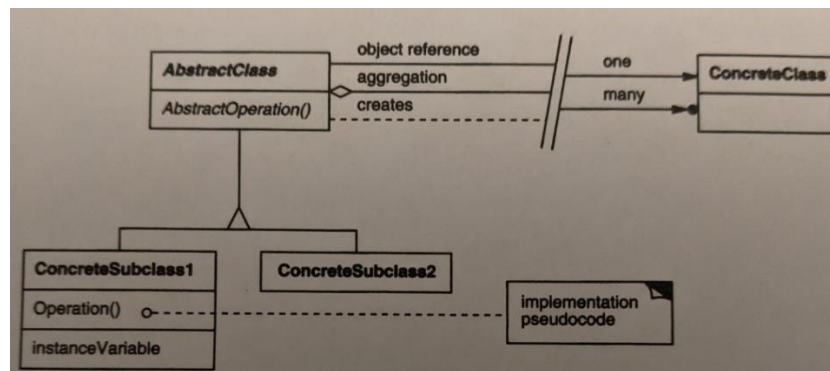 object reference
AbstractClass
aggregation
AbstractOperation()
creates
one
many
ConcreteClass
ConcreteSubclass1
ConcreteSubclass2
Operation()
instanceVariable
implementation
pseudocode